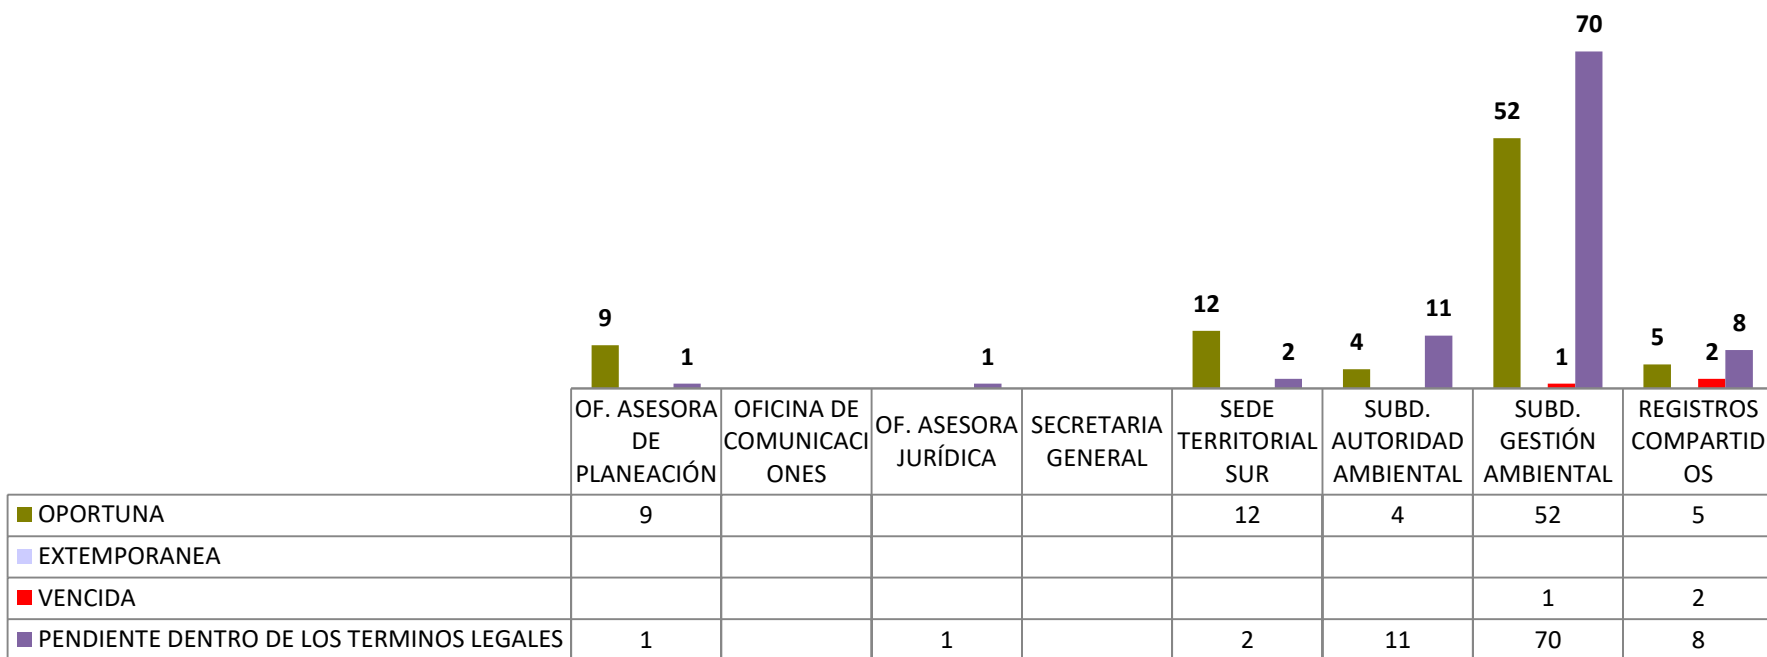 70
52
12
11
9
8
5
4
2
2
1
1
1
OF. ASESORA DE PLANEACIÓN
OFICINA DE COMUNICACI ONES
OF. ASESORA JURÍDICA
SECRETARIA GENERAL
SEDE TERRITORIAL SUR
SUBD. AUTORIDAD AMBIENTAL
SUBD. GESTIÓN AMBIENTAL
REGISTROS COMPARTID OS
OPORTUNA 9 12 4 52 5
EXTEMPORANEA
VENCIDA 1 2
PENDIENTE DENTRO DE LOS TERMINOS LEGALES 1 1 2 11 70 8